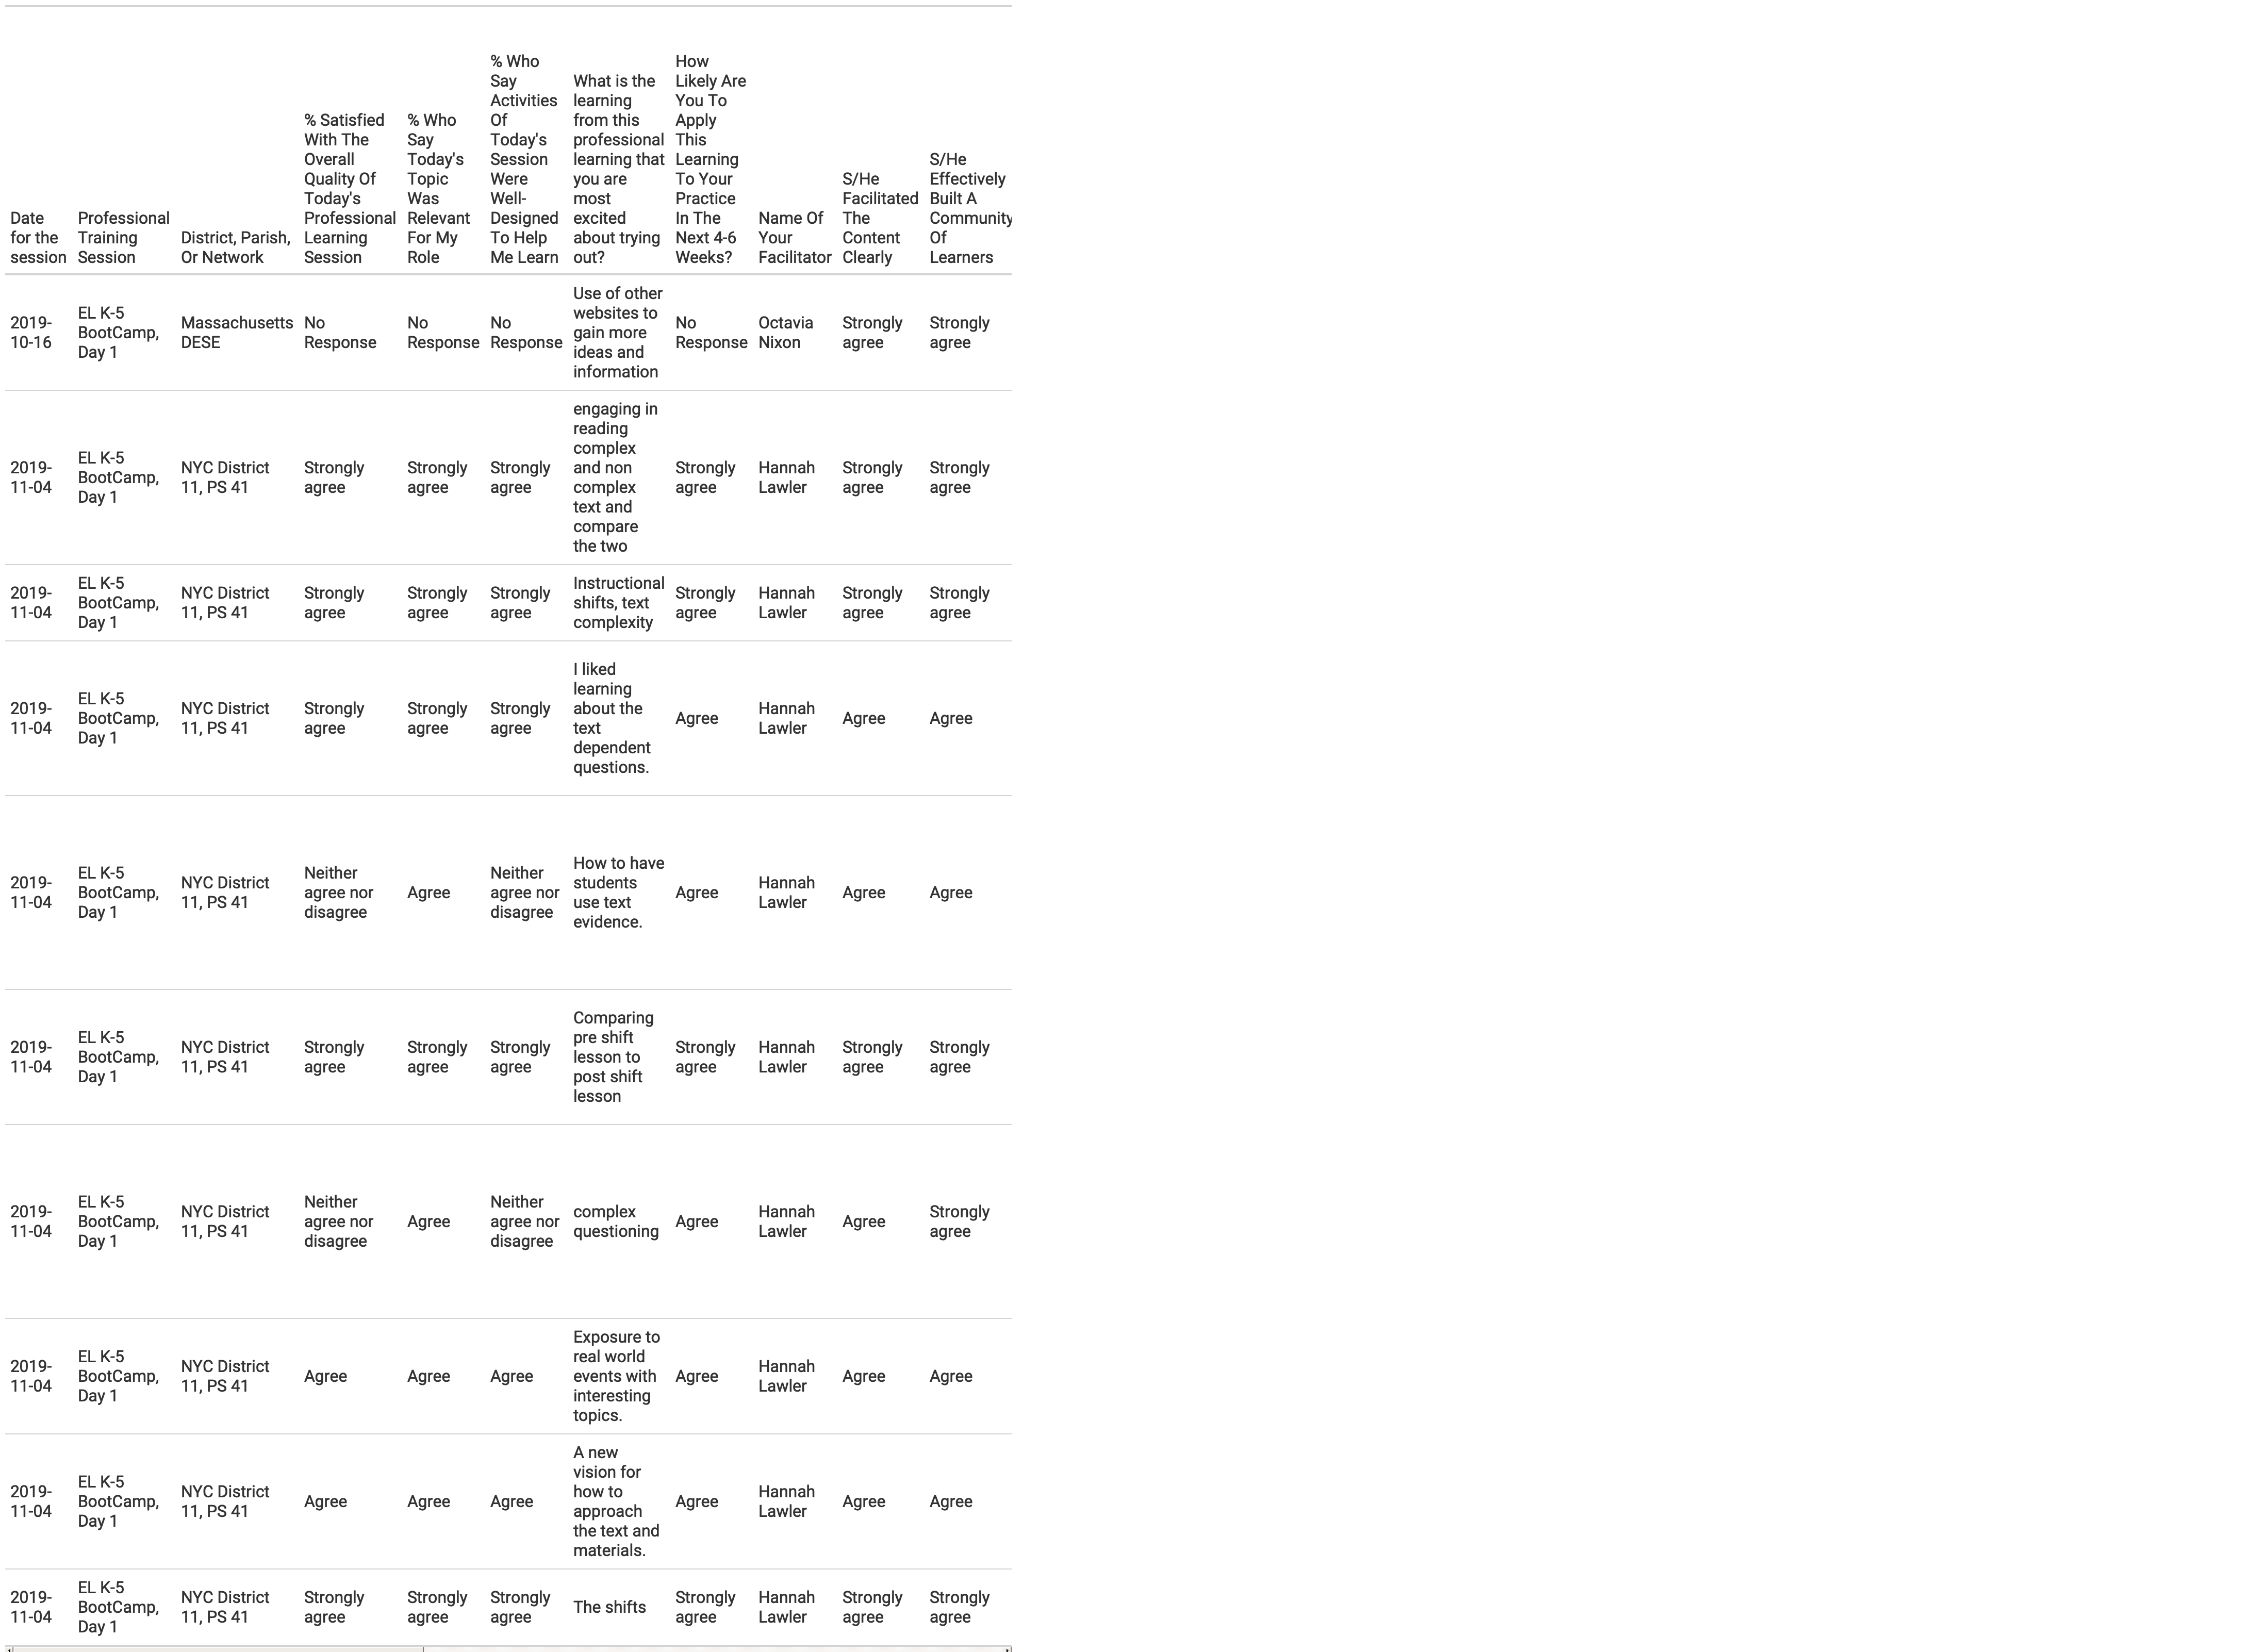 Date
for the
session
Professional
Training
Session
District, Parish,
Or Network
% Satisfied
With The
Overall
Quality Of
Today's
Professional
Learning
Session
% Who
Say
Today's
Topic
Was
Relevant
For My
Role
% Who
Say
Activities
Of
Today's
Session
Were
Well-
Designed
To Help
Me Learn
What is the
learning
from this
professional
learning that
you are
most
excited
about trying
out?
How
Likely Are
You To
Apply
This
Learning
To Your
Practice
In The
Next 4-6
Weeks?
Name Of
Your
Facilitator
S/He
Facilitated
The
Content
Clearly
S/He
Effectively
Built A
Community
Of
Learners
2019-
10-16
EL K-5
BootCamp,
Day 1
Massachusetts
DESE
No
Response
No
Response
No
Response
Use of other
websites to
gain more
ideas and
information
No
Response
Octavia
Nixon
Strongly
agree
Strongly
agree
2019-
11-04
EL K-5
BootCamp,
Day 1
NYC District
11, PS 41
Strongly
agree
Strongly
agree
Strongly
agree
engaging in
reading
complex
and non
complex
text and
compare
the two
Strongly
agree
Hannah
Lawler
Strongly
agree
Strongly
agree
2019-
11-04
EL K-5
BootCamp,
Day 1
NYC District
11, PS 41
Strongly
agree
Strongly
agree
Strongly
agree
Instructional
shifts, text
complexity
Strongly
agree
Hannah
Lawler
Strongly
agree
Strongly
agree
2019-
11-04
EL K-5
BootCamp,
Day 1
NYC District
11, PS 41
Strongly
agree
Strongly
agree
Strongly
agree
I liked
learning
about the
text
dependent
questions.
Agree
Hannah
Lawler
Agree
Agree
2019-
11-04
EL K-5
BootCamp,
Day 1
NYC District
11, PS 41
Neither
agree nor
disagree
Agree
Neither
agree nor
disagree
How to have
students
use text
evidence.
Agree
Hannah
Lawler
Agree
Agree
2019-
11-04
EL K-5
BootCamp,
Day 1
NYC District
11, PS 41
Strongly
agree
Strongly
agree
Strongly
agree
Comparing
pre shift
lesson to
post shift
lesson
Strongly
agree
Hannah
Lawler
Strongly
agree
Strongly
agree
2019-
11-04
EL K-5
BootCamp,
Day 1
NYC District
11, PS 41
Neither
agree nor
disagree
Agree
Neither
agree nor
disagree
complex
questioning
Agree
Hannah
Lawler
Agree
Strongly
agree
2019-
11-04
EL K-5
BootCamp,
Day 1
NYC District
11, PS 41
Agree
Agree
Agree
Exposure to
real world
events with
interesting
topics.
Agree
Hannah
Lawler
Agree
Agree
2019-
11-04
EL K-5
BootCamp,
Day 1
NYC District
11, PS 41
Agree
Agree
Agree
A new
vision for
how to
approach
the text and
materials.
Agree
Hannah
Lawler
Agree
Agree
2019-
11-04
EL K-5
BootCamp,
Day 1
NYC District
11, PS 41
Strongly
agree
Strongly
agree
Strongly
agree
The shifts
Strongly
agree
Hannah
Lawler
Strongly
agree
Strongly
agree